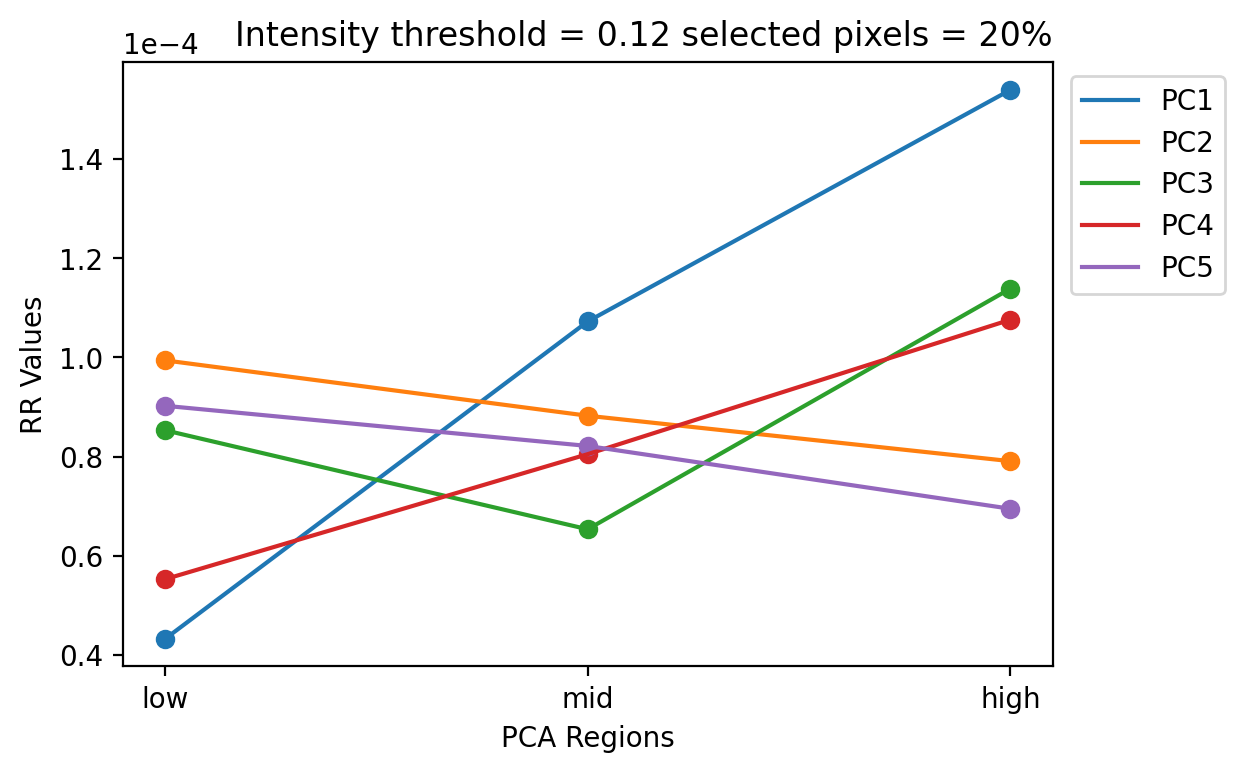 Intensity threshold = 0.12 selected pixels = 20%
1e−4
1.4
1.2
1.0
0.8
0.6
0.4
RR Values
low mid high
PCA Regions
PC1
PC2
PC3
PC4
PC5